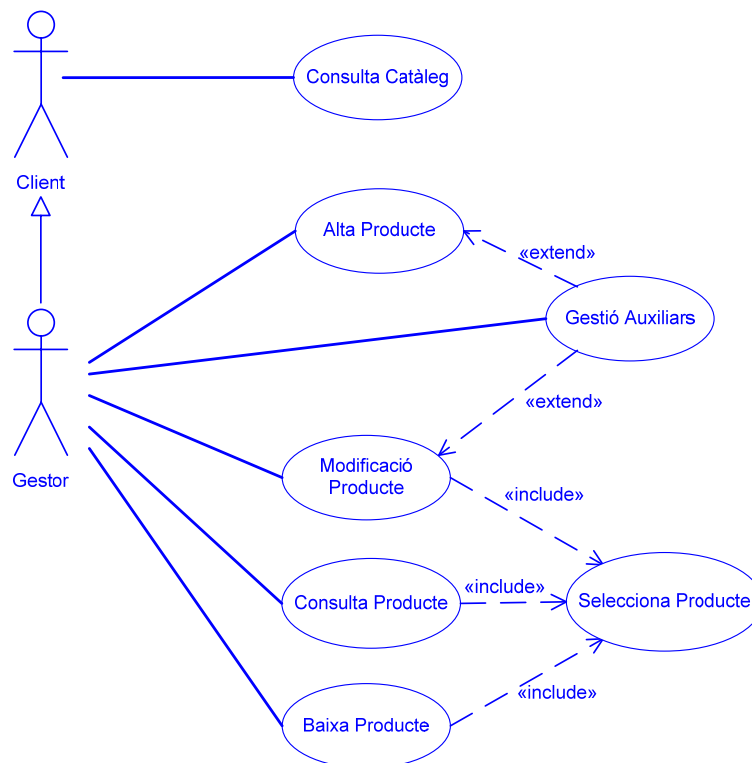 Consulta Catàleg
Client
Alta Producte
«extend»
Gestió Auxiliars
«extend»
Gestor
Modificació
Producte
«include»
«include»
Consulta Producte
Selecciona Producte
«include»
Baixa Producte